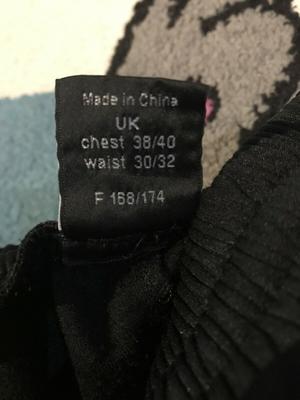 Made in China
UK
chest 38/40
waist 30/32
F 168/174